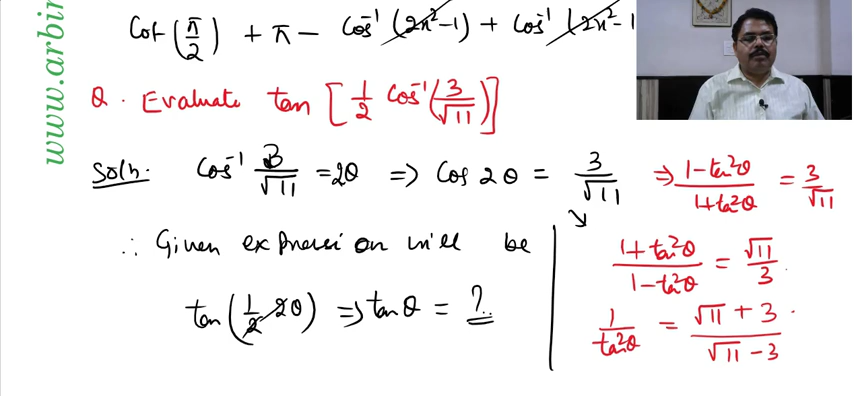 www.arbin
Cot (π/2) + π − Cos⁻¹ (2x²−1) + Cos⁻¹ (2x²−1
Q. Evaluate tan [1/2 Cos⁻¹(3/√11)]
Soln. Cos⁻¹ 3/√11 = 2θ ⇒ Cos 2θ = 3/√11 ⇒ (1−tan²θ)/(1+tan²θ) = 3/√11
∴ Given expression will be
tan(1/2 2θ) ⇒ tan θ = ?
(1+tan²θ)/(1−tan²θ) = √11/3
1/tan²θ = (√11+3)/(√11−3)